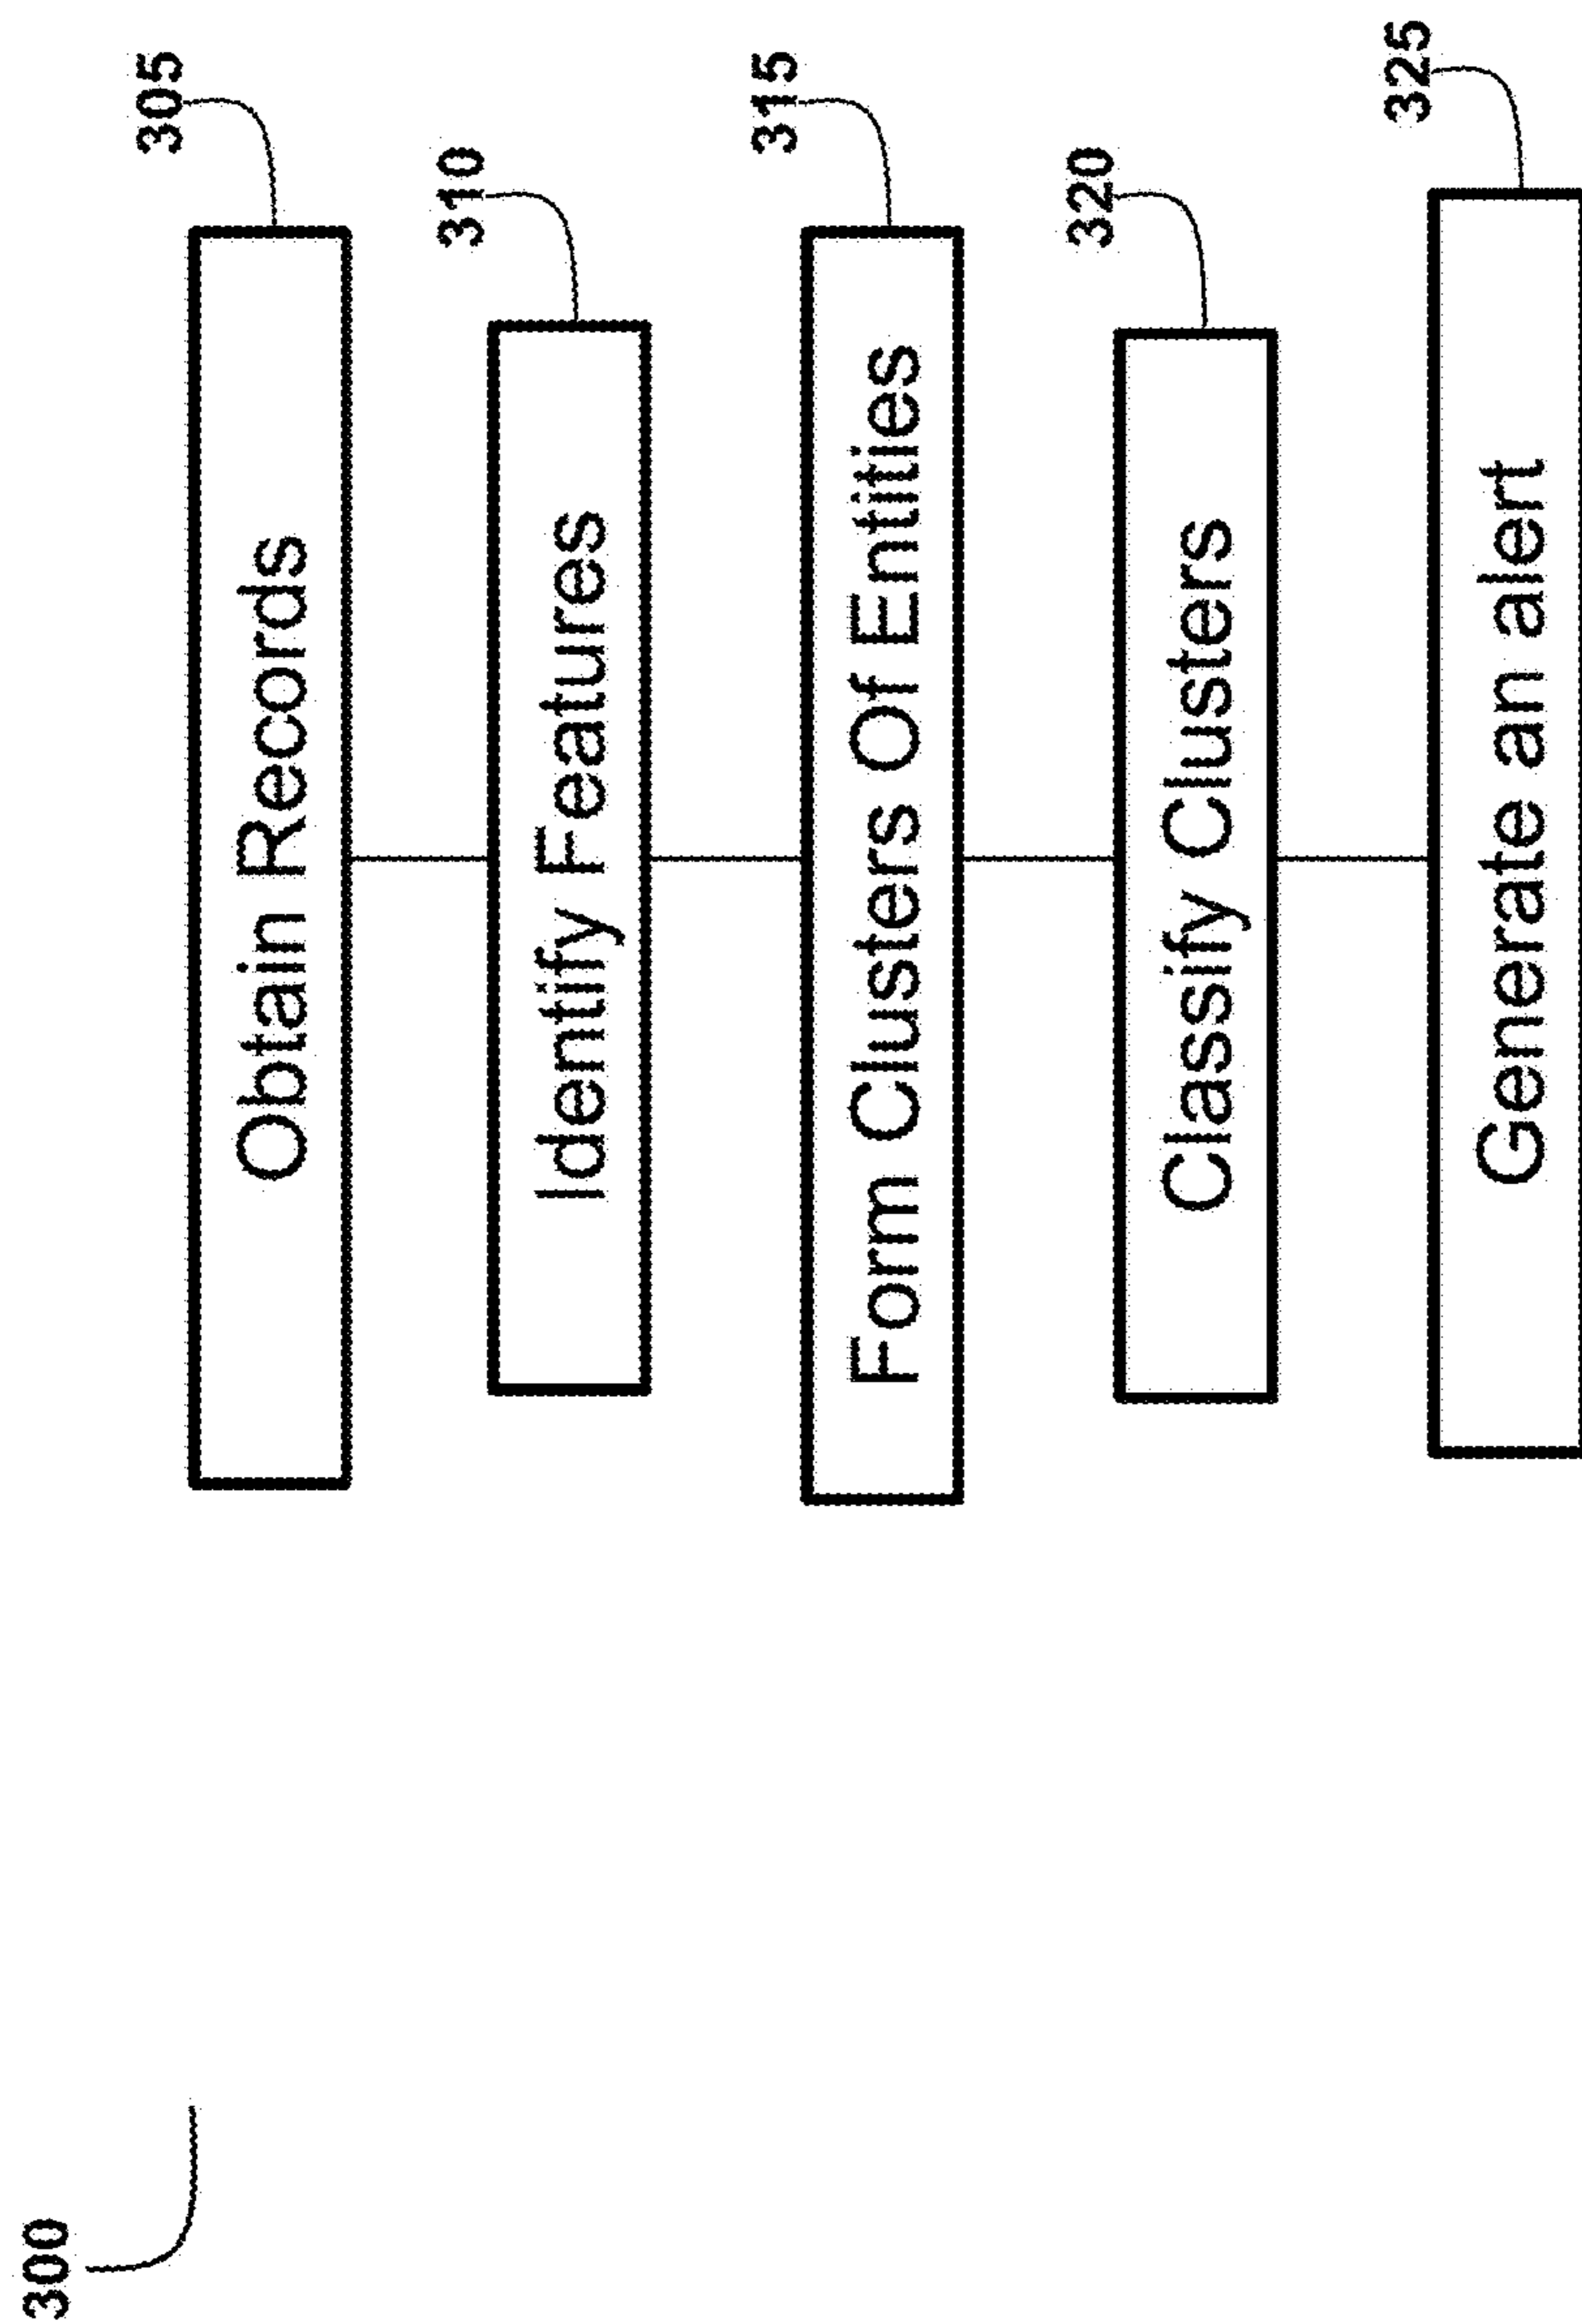 300
305
Obtain Records
310
Identify Features
315
Form Clusters Of Entities
320
Classify Clusters
325
Generate an alert